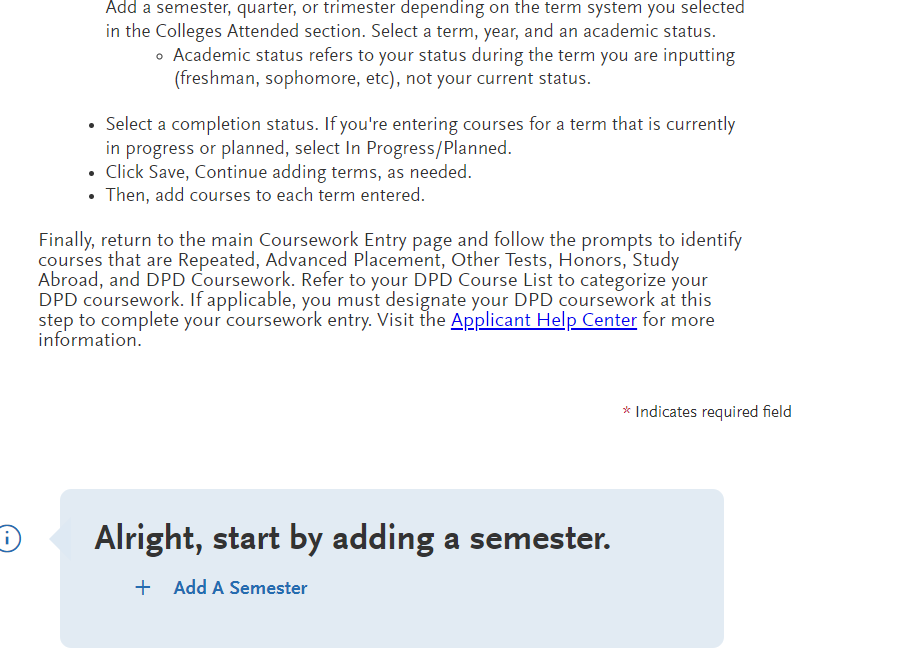 Add a semester, quarter, or trimester depending on the term system you selected
in the Colleges Attended section. Select a term, year, and an academic status.
Academic status refers to your status during the term you are inputting
(freshman, sophomore, etc), not your current status.
Select a completion status. If you're entering courses for a term that is currently
in progress or planned, select In Progress/Planned.
Click Save, Continue adding terms, as needed.
Then, add courses to each term entered.
Finally, return to the main Coursework Entry page and follow the prompts to identify
courses that are Repeated, Advanced Placement, Other Tests, Honors, Study
Abroad, and DPD Coursework. Refer to your DPD Course List to categorize your
DPD coursework. If applicable, you must designate your DPD coursework at this
step to complete your coursework entry. Visit the Applicant Help Center for more
information.
* Indicates required field
Alright, start by adding a semester.
+ Add A Semester